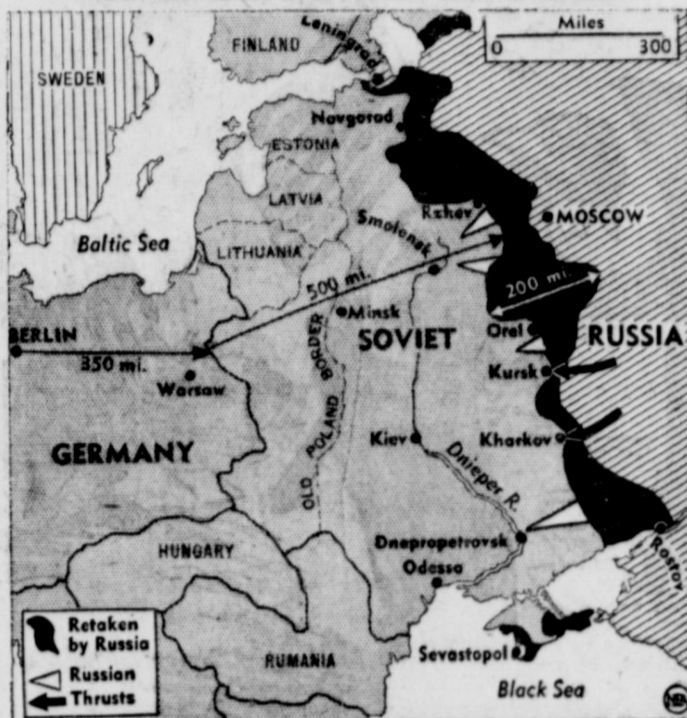 Miles
0 300
FINLAND
Leningrad
SWEDEN
Novgorad
ESTONIA
LATVIA
Rzhev
MOSCOW
Smolensk
Baltic Sea
LITHUANIA
500 mi.
200 mi.
Minsk
BERLIN
SOVIET
Orel
RUSSIA
350 mi.
Warsaw
Kursk
OLD POLAND BORDER
GERMANY
Kiev
Kharkov
Dnieper R.
Dnepropetrovsk
HUNGARY
Odessa
Rostov
Retaken
by Russia
Russian
Thrusts
RUMANIA
Sevastopol
Black Sea